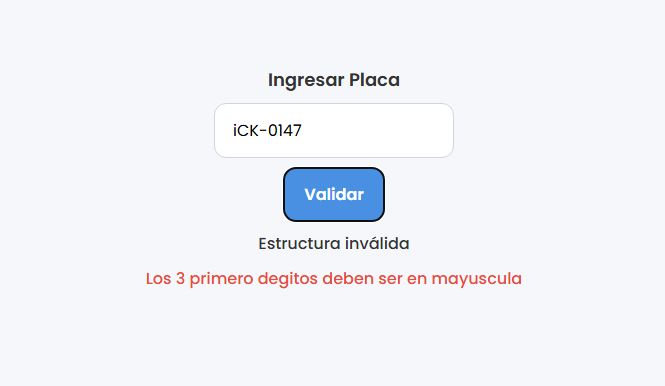 Ingresar Placa
iCK-0147
Validar
Estructura inválida
Los 3 primero degitos deben ser en mayuscula